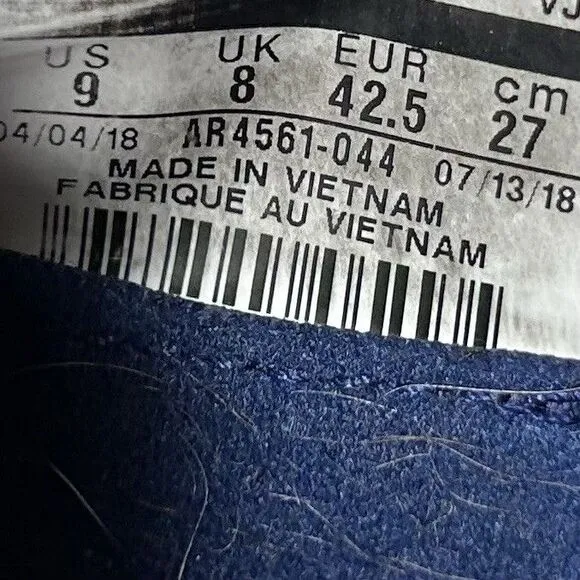 VJ
US UK EUR cm
9 8 42.5 27
04/04/18 AR4561-044 07/13/18
MADE IN VIETNAM
FABRIQUE AU VIETNAM